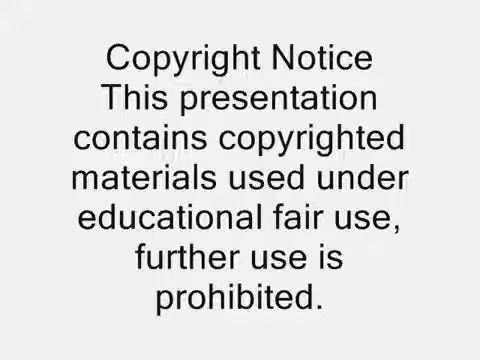 Copyright Notice
This presentation
contains copyrighted
materials used under
educational fair use,
further use is
prohibited.